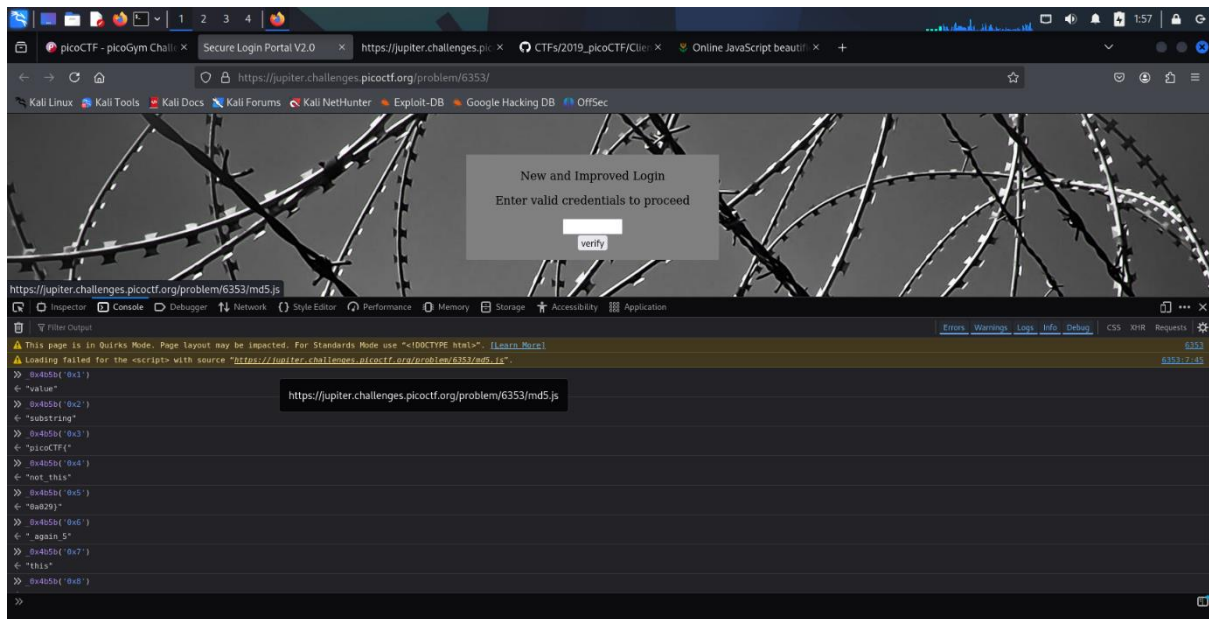 1 2 3 4
1:57
picoCTF - picoGym Challe
Secure Login Portal V2.0
https://jupiter.challenges.pic
CTFs/2019_picoCTF/Clien
Online JavaScript beautifi
https://jupiter.challenges.picoctf.org/problem/6353/
Kali Linux Kali Tools Kali Docs Kali Forums Kali NetHunter Exploit-DB Google Hacking DB OffSec
New and Improved Login
Enter valid credentials to proceed
verify
https://jupiter.challenges.picoctf.org/problem/6353/md5.js
Inspector Console Debugger Network Style Editor Performance Memory Storage Accessibility Application
Filter Output
Errors Warnings Logs Info Debug CSS XHR Requests
This page is in Quirks Mode. Page layout may be impacted. For Standards Mode use "<!DOCTYPE html>". [Learn More]
6353
Loading failed for the <script> with source "https://jupiter.challenges.picoctf.org/problem/6353/md5.js".
6353:7:45
>> _0x4b5b('0x1')
← "value"
https://jupiter.challenges.picoctf.org/problem/6353/md5.js
>> _0x4b5b('0x2')
← "substring"
>> _0x4b5b('0x3')
← "picoCTF{"
>> _0x4b5b('0x4')
← "not_this"
>> _0x4b5b('0x5')
← "0a029}"
>> _0x4b5b('0x6')
← "_again_5"
>> _0x4b5b('0x7')
← "this"
>> _0x4b5b('0x8')
>>